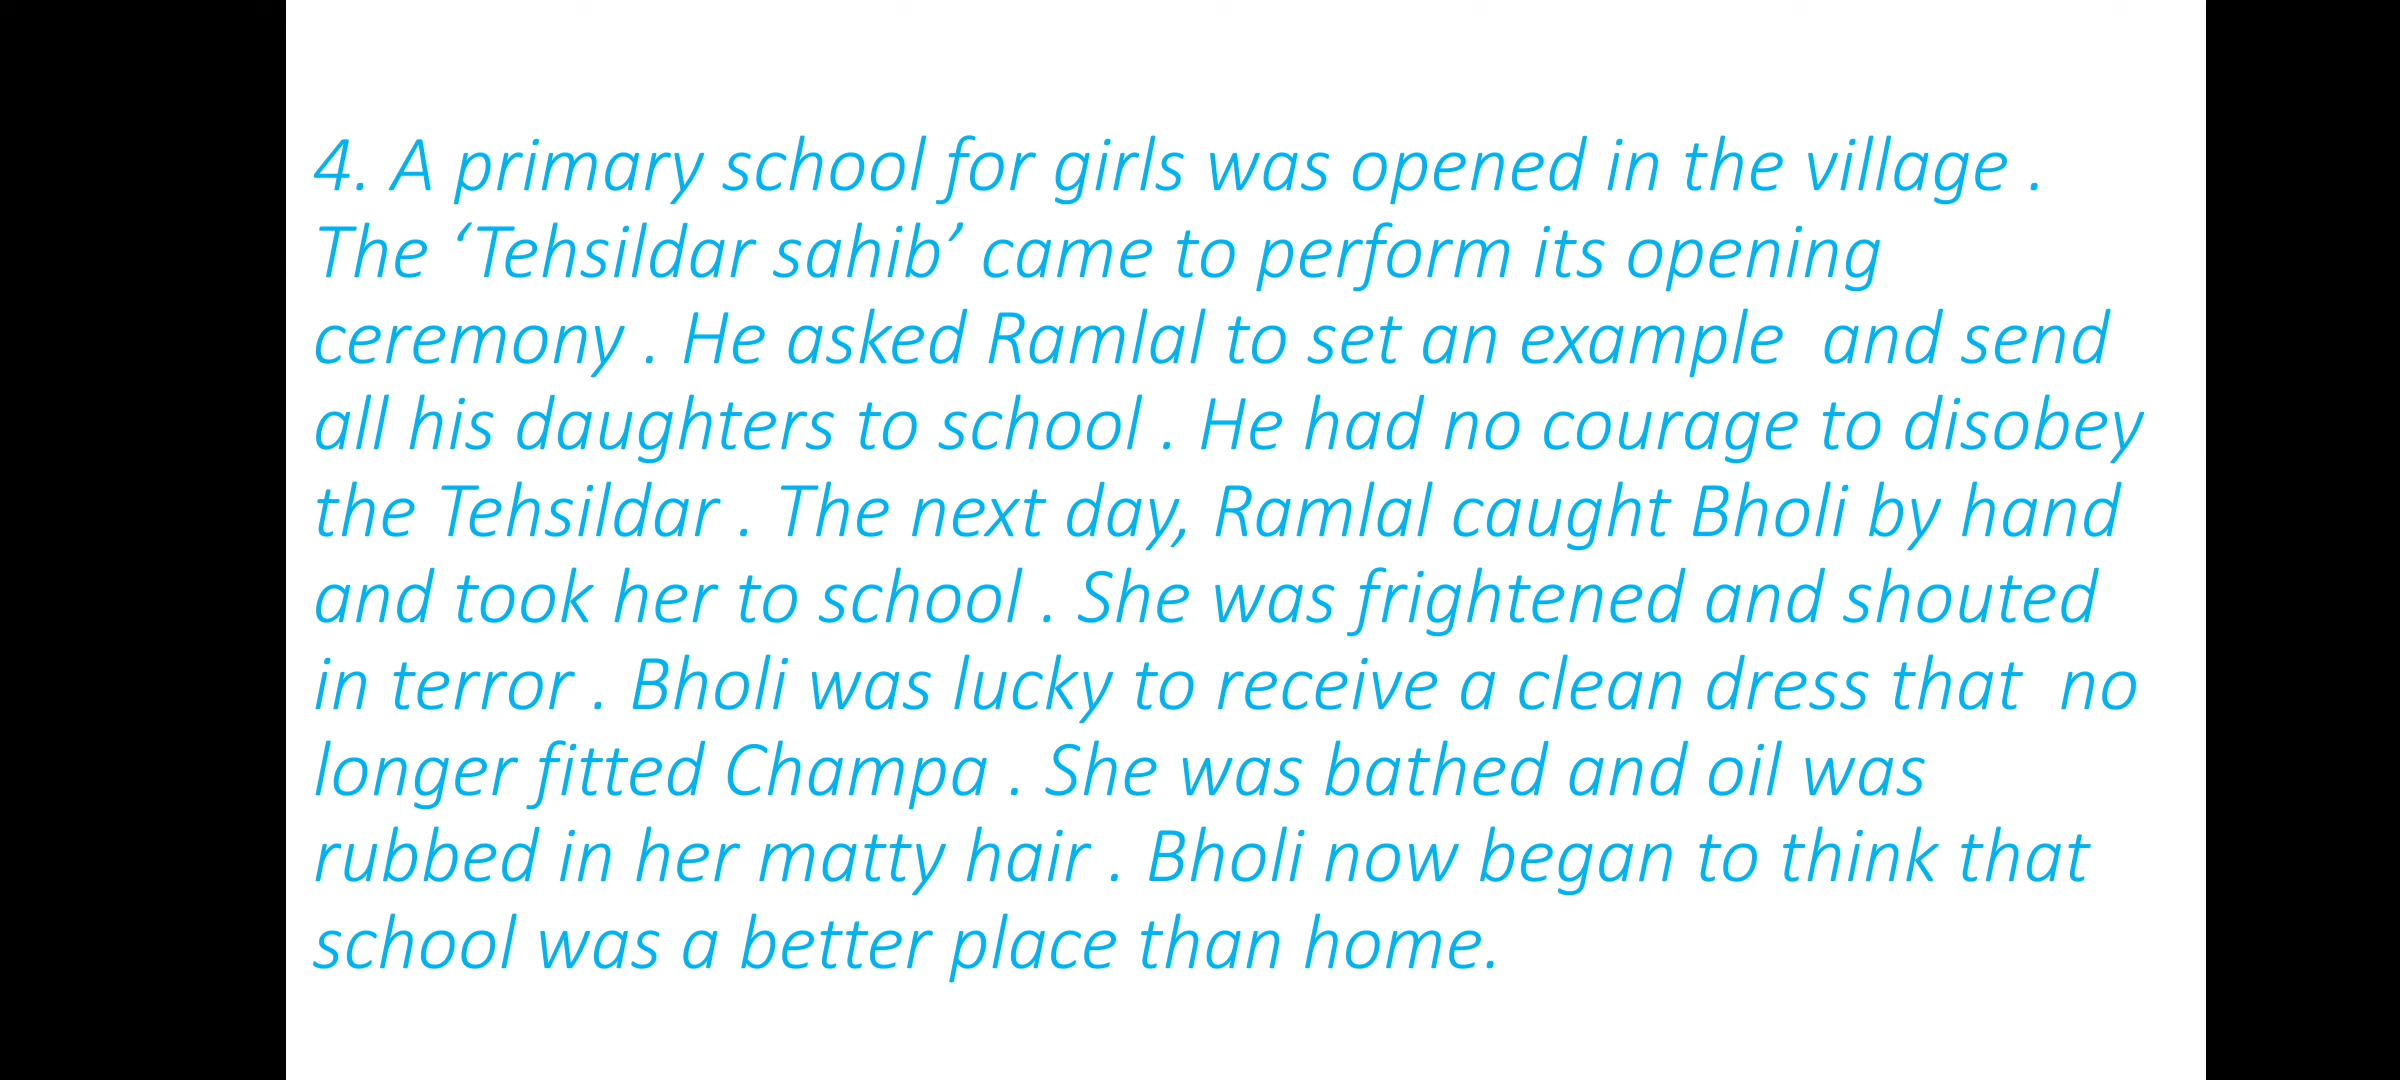 4. A primary school for girls was opened in the village .
The ‘Tehsildar sahib’ came to perform its opening
ceremony . He asked Ramlal to set an example  and send
all his daughters to school . He had no courage to disobey
the Tehsildar . The next day, Ramlal caught Bholi by hand
and took her to school . She was frightened and shouted
in terror . Bholi was lucky to receive a clean dress that  no
longer fitted Champa . She was bathed and oil was
rubbed in her matty hair . Bholi now began to think that
school was a better place than home.